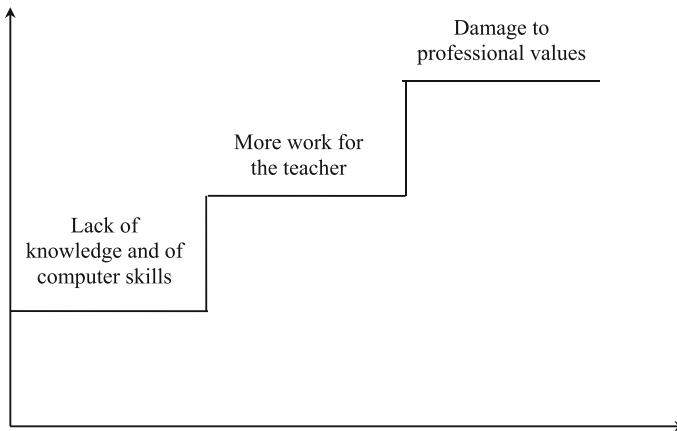 Damage to
professional values
More work for
the teacher
Lack of
knowledge and of
computer skills